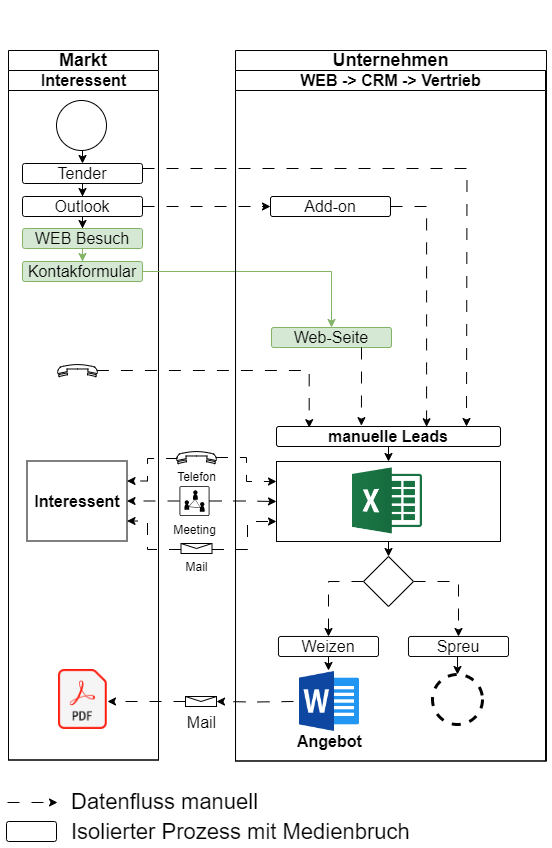 Markt
Unternehmen
Interessent
WEB -> CRM -> Vertrieb
Tender
Outlook
Add-on
WEB Besuch
Kontakformular
Web-Seite
manuelle Leads
Telefon
Interessent
X
Meeting
Mail
Weizen
Spreu
PDF
W
Mail
Angebot
Datenfluss manuell
Isolierter Prozess mit Medienbruch